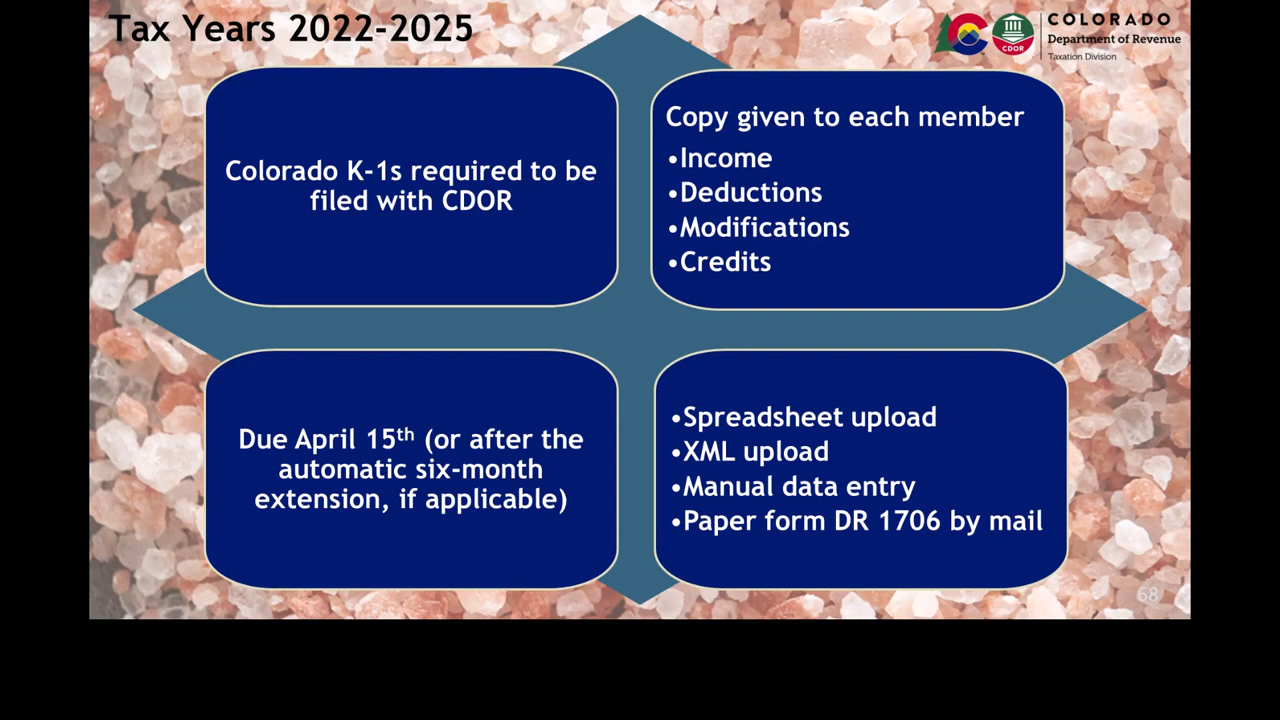 Tax Years 2022-2025
COLORADO
Department of Revenue
Taxation Division
CDOR
Colorado K-1s required to be
filed with CDOR
Copy given to each member
•Income
•Deductions
•Modifications
•Credits
Due April 15th (or after the
automatic six-month
extension, if applicable)
•Spreadsheet upload
•XML upload
•Manual data entry
•Paper form DR 1706 by mail
68